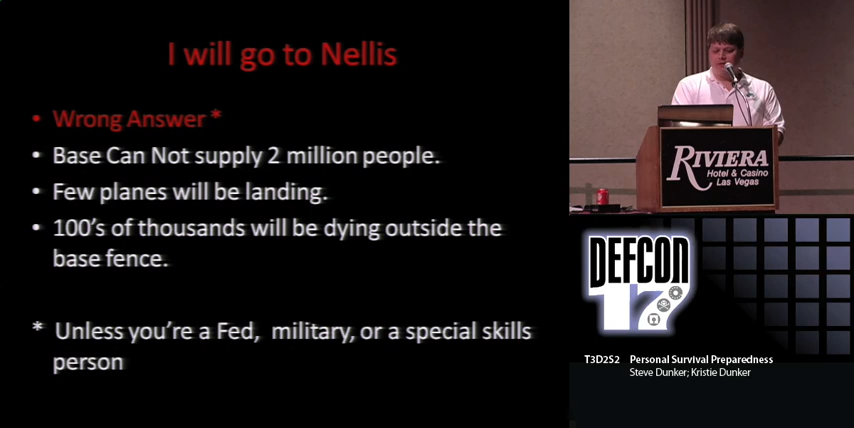 I will go to Nellis
• Wrong Answer *
• Base Can Not supply 2 million people.
• Few planes will be landing.
• 100's of thousands will be dying outside the
base fence.
* Unless you're a Fed, military, or a special skills
person
RIVIERA
Hotel & Casino
Las Vegas
DEFCON
17
T3D2S2 Personal Survival Preparedness
Steve Dunker; Kristie Dunker